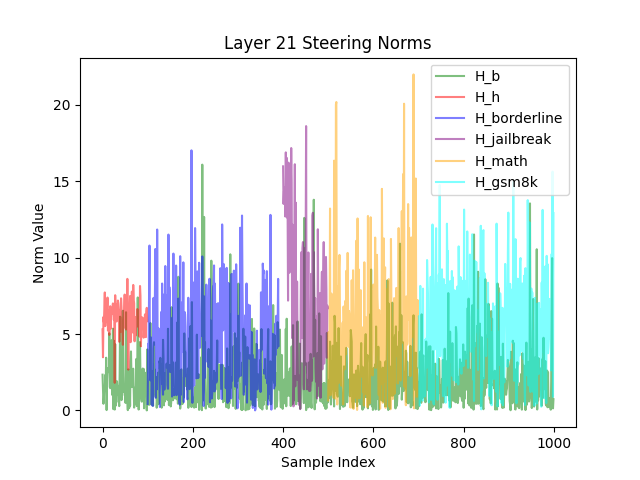 Layer 21 Steering Norms
Norm Value
20
15
10
5
0
H_b
H_h
H_borderline
H_jailbreak
H_math
H_gsm8k
0
200
400
600
800
1000
Sample Index